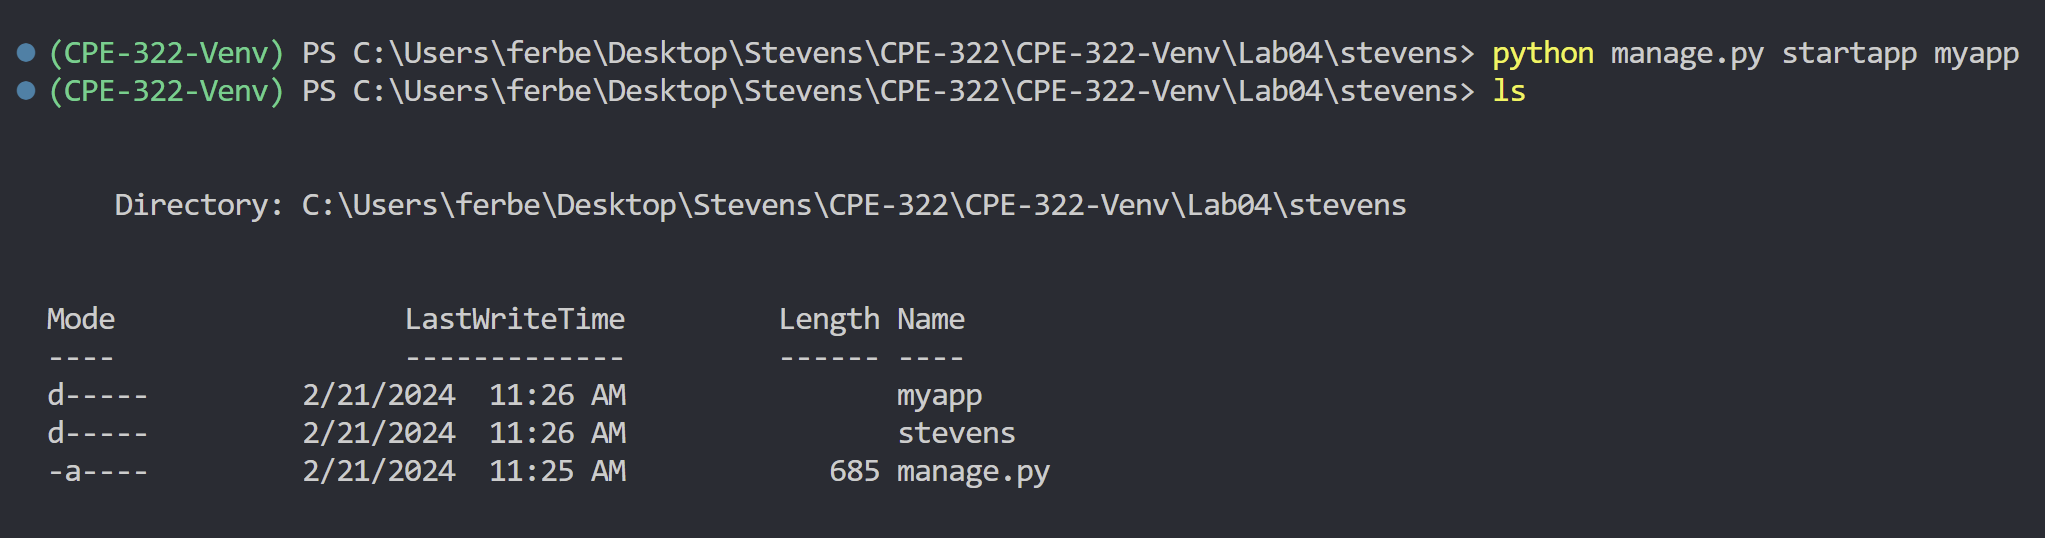 (CPE-322-Venv) PS C:\Users\ferbe\Desktop\Stevens\CPE-322\CPE-322-Venv\Lab04\stevens> python manage.py startapp myapp
(CPE-322-Venv) PS C:\Users\ferbe\Desktop\Stevens\CPE-322\CPE-322-Venv\Lab04\stevens> ls
Directory: C:\Users\ferbe\Desktop\Stevens\CPE-322\CPE-322-Venv\Lab04\stevens
Mode                 LastWriteTime         Length Name
----                 -------------         ------ ----
d-----         2/21/2024  11:26 AM                myapp
d-----         2/21/2024  11:26 AM                stevens
-a----         2/21/2024  11:25 AM            685 manage.py